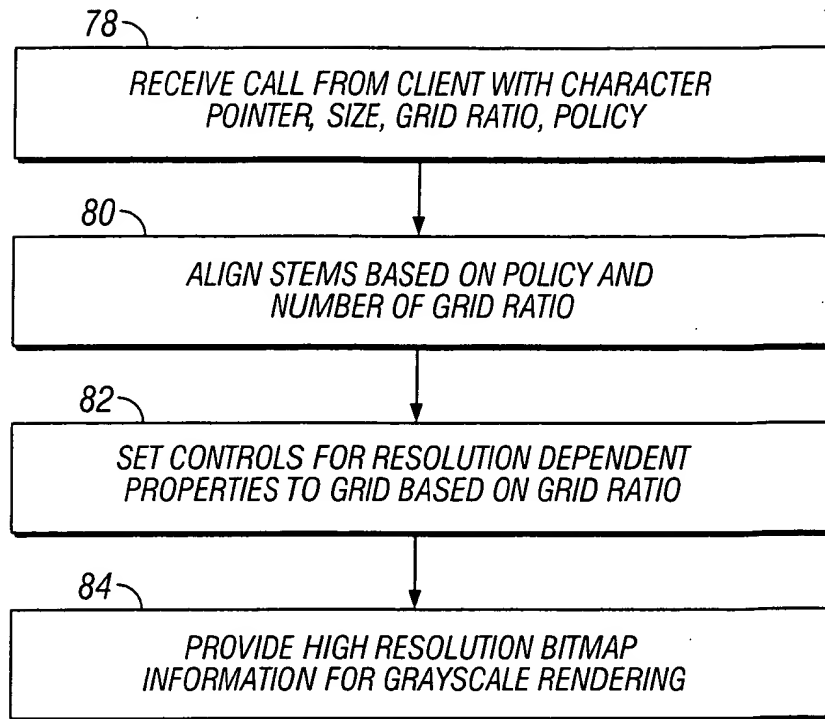 78
RECEIVE CALL FROM CLIENT WITH CHARACTER
POINTER, SIZE, GRID RATIO, POLICY
80
ALIGN STEMS BASED ON POLICY AND
NUMBER OF GRID RATIO
82
SET CONTROLS FOR RESOLUTION DEPENDENT
PROPERTIES TO GRID BASED ON GRID RATIO
84
PROVIDE HIGH RESOLUTION BITMAP
INFORMATION FOR GRAYSCALE RENDERING